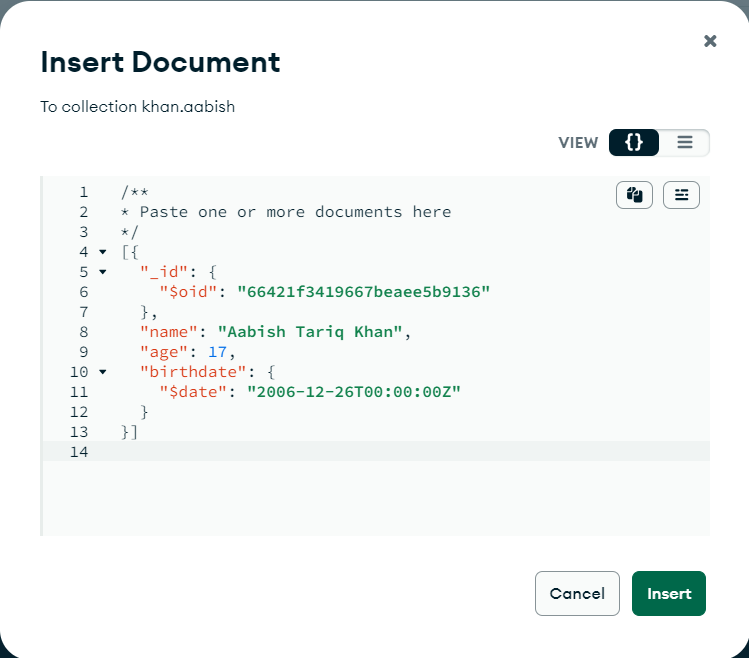 Insert Document
To collection khan.aabish
VIEW {}
1 /**
2 * Paste one or more documents here
3 */
4 [{
5 "_id": {
6 "$oid": "66421f3419667beaee5b9136"
7 },
8 "name": "Aabish Tariq Khan",
9 "age": 17,
10 "birthdate": {
11 "$date": "2006-12-26T00:00:00Z"
12 }
13 }]
14
Cancel Insert